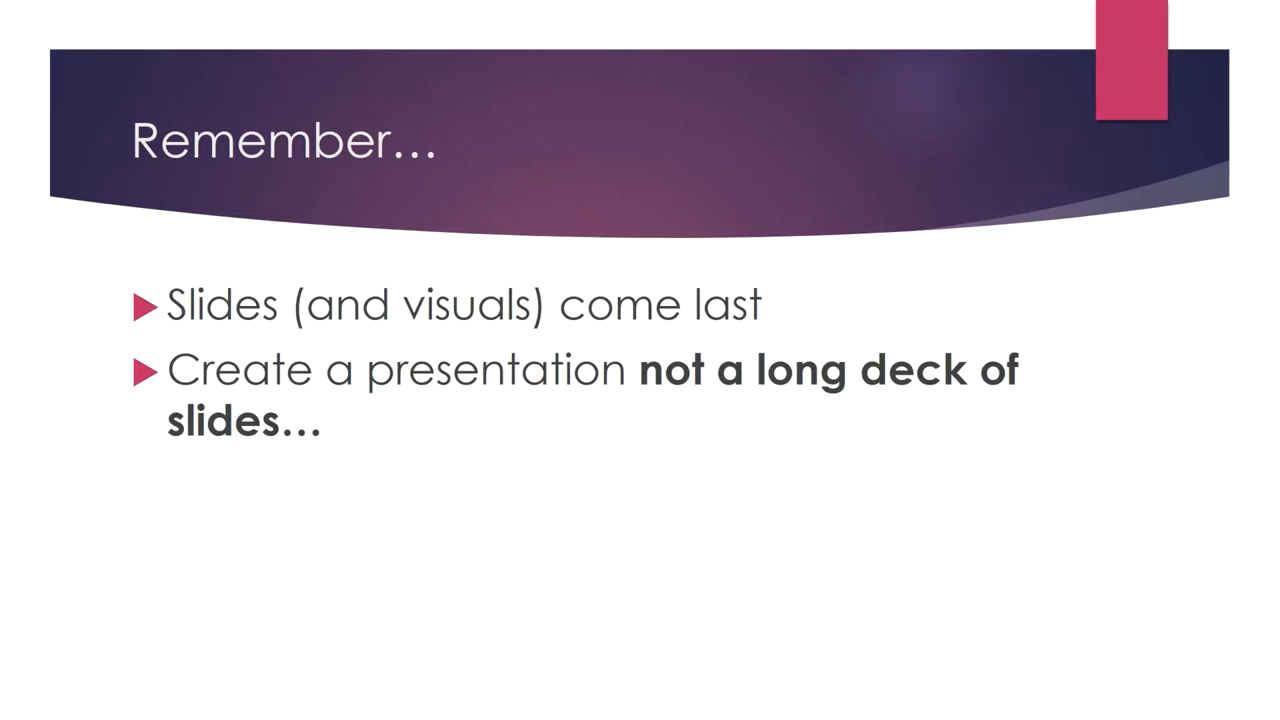 Remember…
Slides (and visuals) come last
Create a presentation not a long deck of
slides…